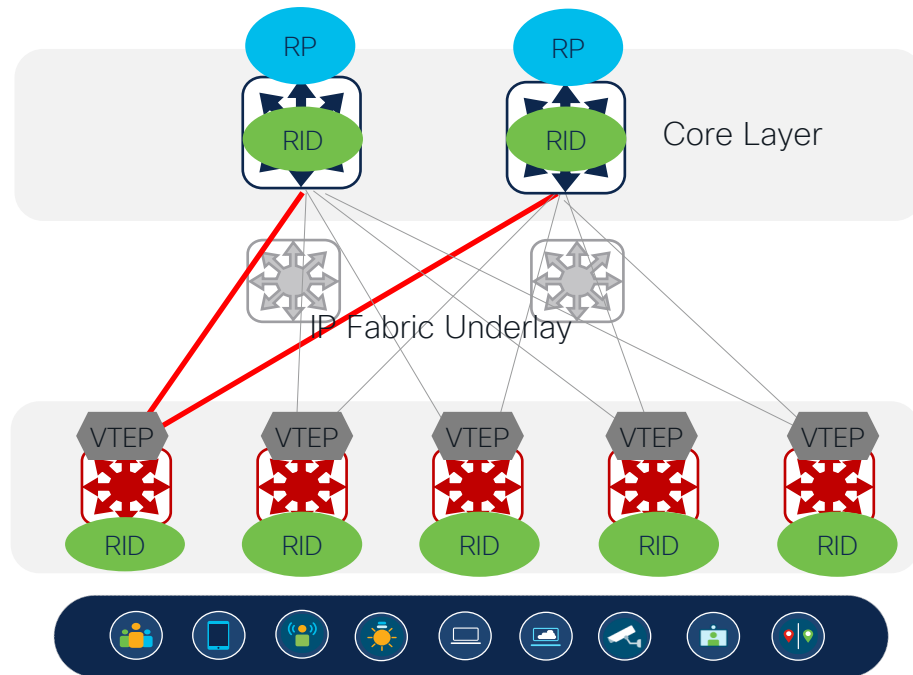 RP
RP
RID
RID
Core Layer
IP Fabric Underlay
VTEP
VTEP
VTEP
VTEP
VTEP
RID
RID
RID
RID
RID